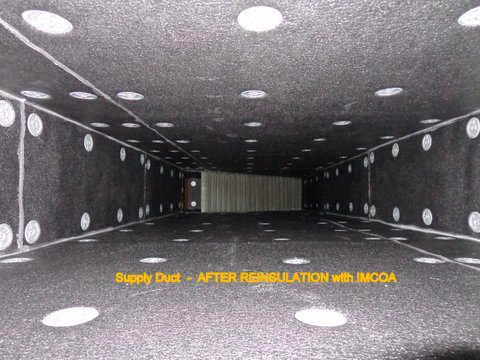 Supply Duct - AFTER REINSULATION with IMCOA